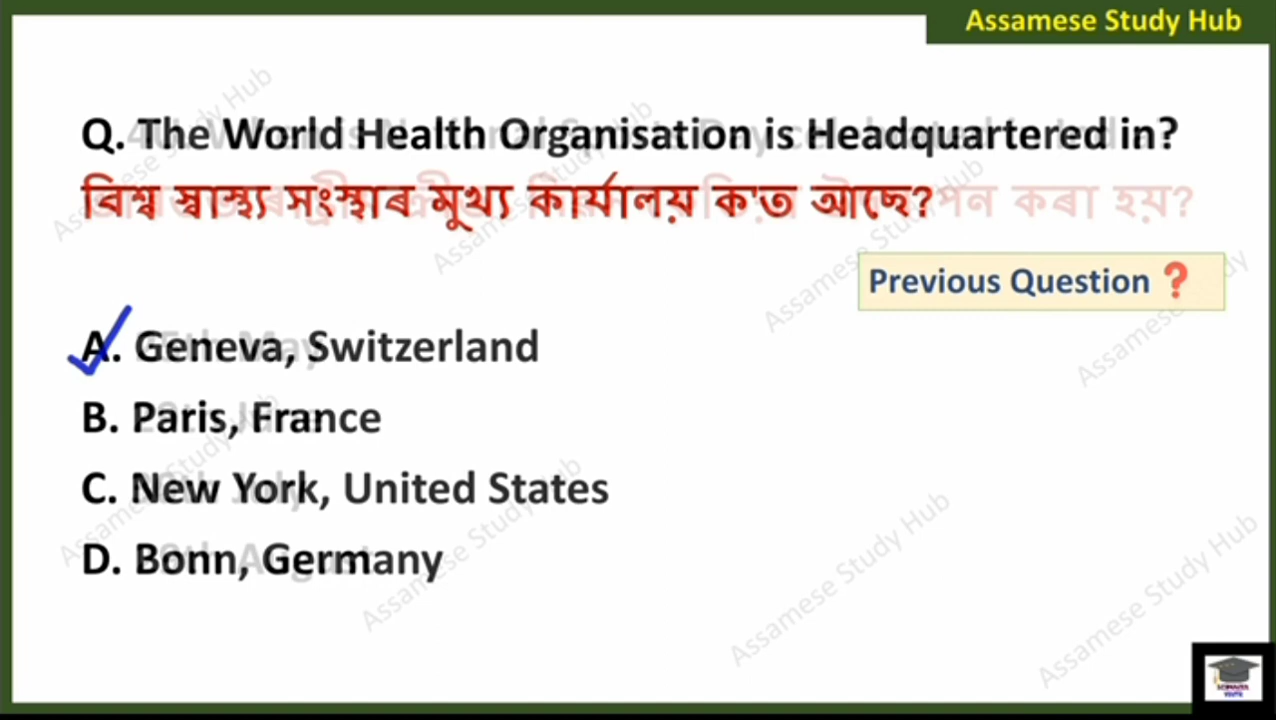 Assamese Study Hub
Q. The World Health Organisation is Headquartered in?
বিশ্ব স্বাস্থ্য সংস্থাৰ মুখ্য কাৰ্যালয় ক'ত আছে?
Previous Question ❓
A. Geneva, Switzerland
B. Paris, France
C. New York, United States
D. Bonn, Germany